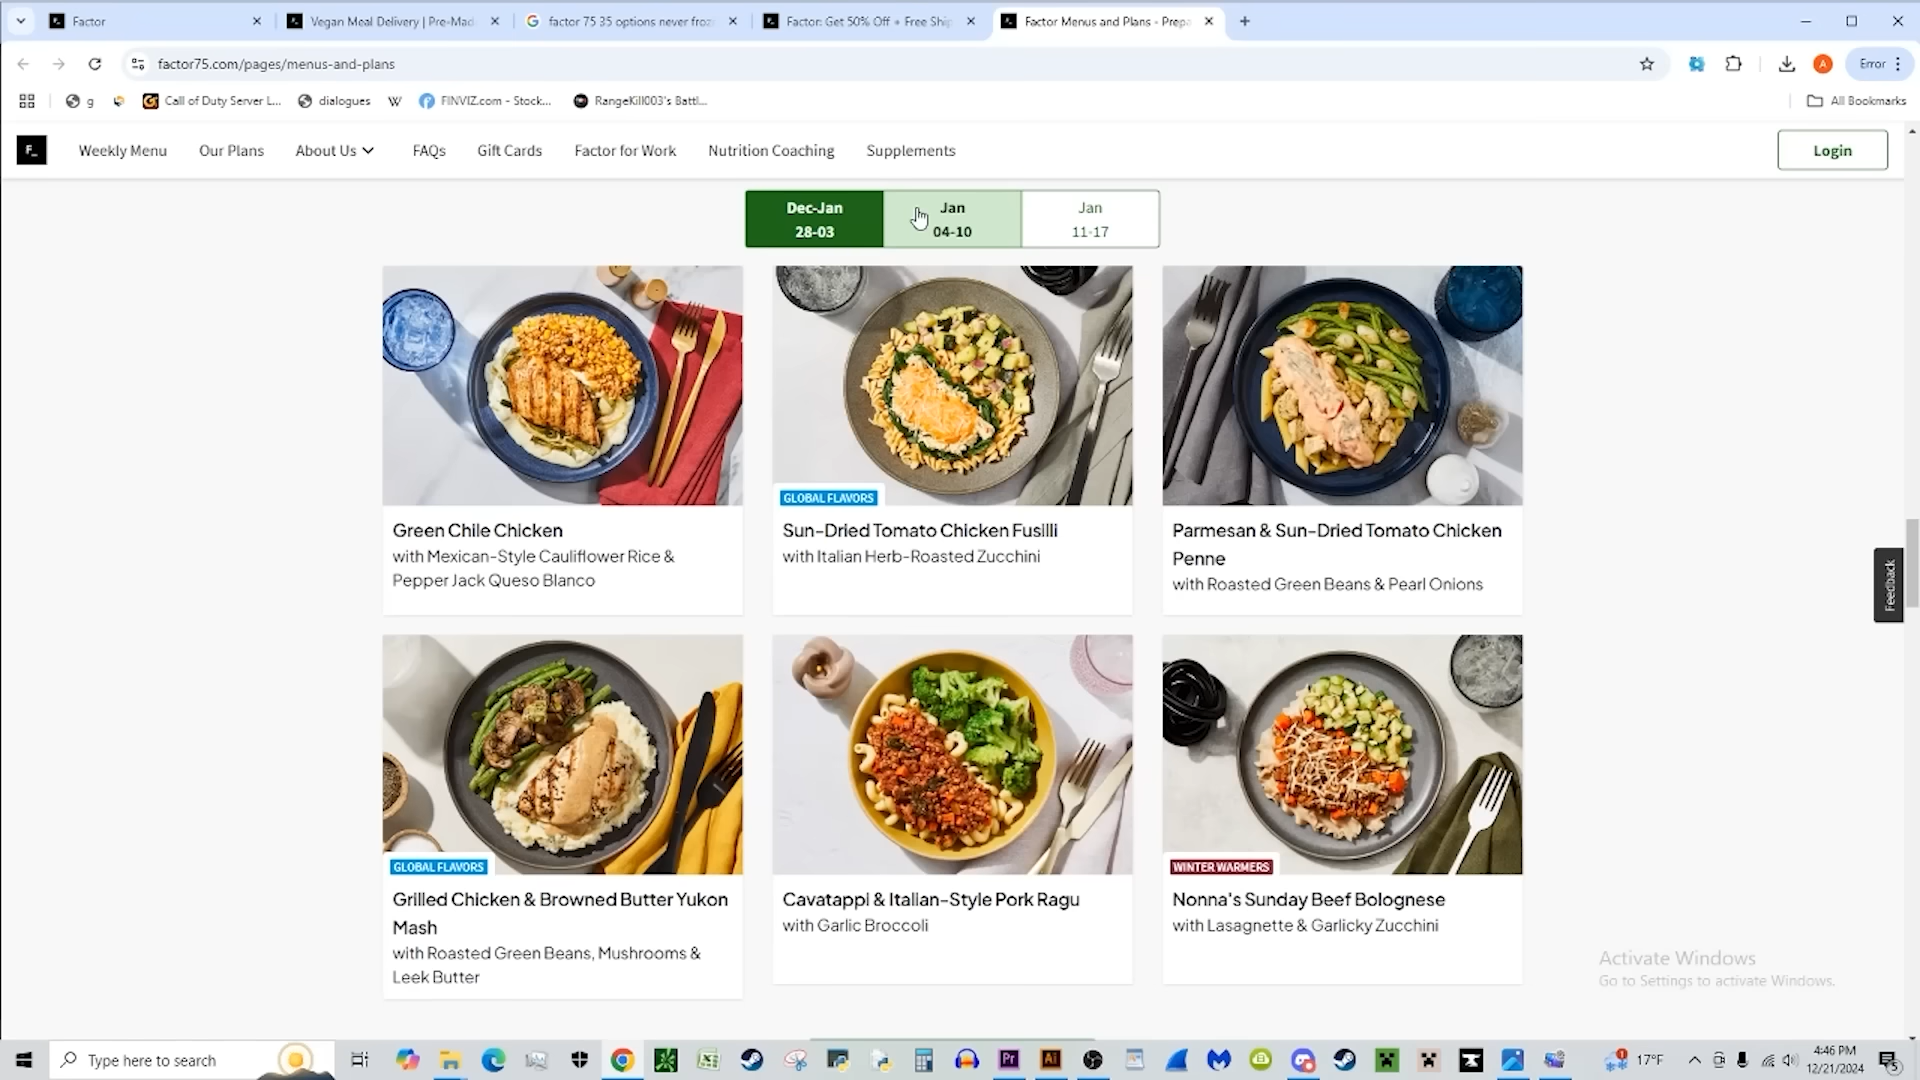 Factor
Vegan Meal Delivery | Pre-Mad
factor 75 35 options never froz
Factor: Get 50% Off + Free Ship
Factor Menus and Plans - Prepa
factor75.com/pages/menus-and-plans
A
Error
g
Call of Duty Server L...
dialogues
W
FINVIZ.com - Stock...
RangeKill003's Battl...
All Bookmarks
F_
Weekly Menu
Our Plans
About Us
FAQs
Gift Cards
Factor for Work
Nutrition Coaching
Supplements
Login
Dec-Jan
28-03
Jan
04-10
Jan
11-17
Green Chile Chicken
with Mexican-Style Cauliflower Rice &
Pepper Jack Queso Blanco
GLOBAL FLAVORS
Sun-Dried Tomato Chicken Fusilli
with Italian Herb-Roasted Zucchini
Parmesan & Sun-Dried Tomato Chicken
Penne
with Roasted Green Beans & Pearl Onions
Feedback
GLOBAL FLAVORS
Grilled Chicken & Browned Butter Yukon
Mash
with Roasted Green Beans, Mushrooms &
Leek Butter
Cavatappi & Italian-Style Pork Ragu
with Garlic Broccoli
WINTER WARMERS
Nonna's Sunday Beef Bolognese
with Lasagnette & Garlicky Zucchini
Activate Windows
Go to Settings to activate Windows.
Type here to search
Pr
Ai
17°F
4:46 PM
12/21/2024
5